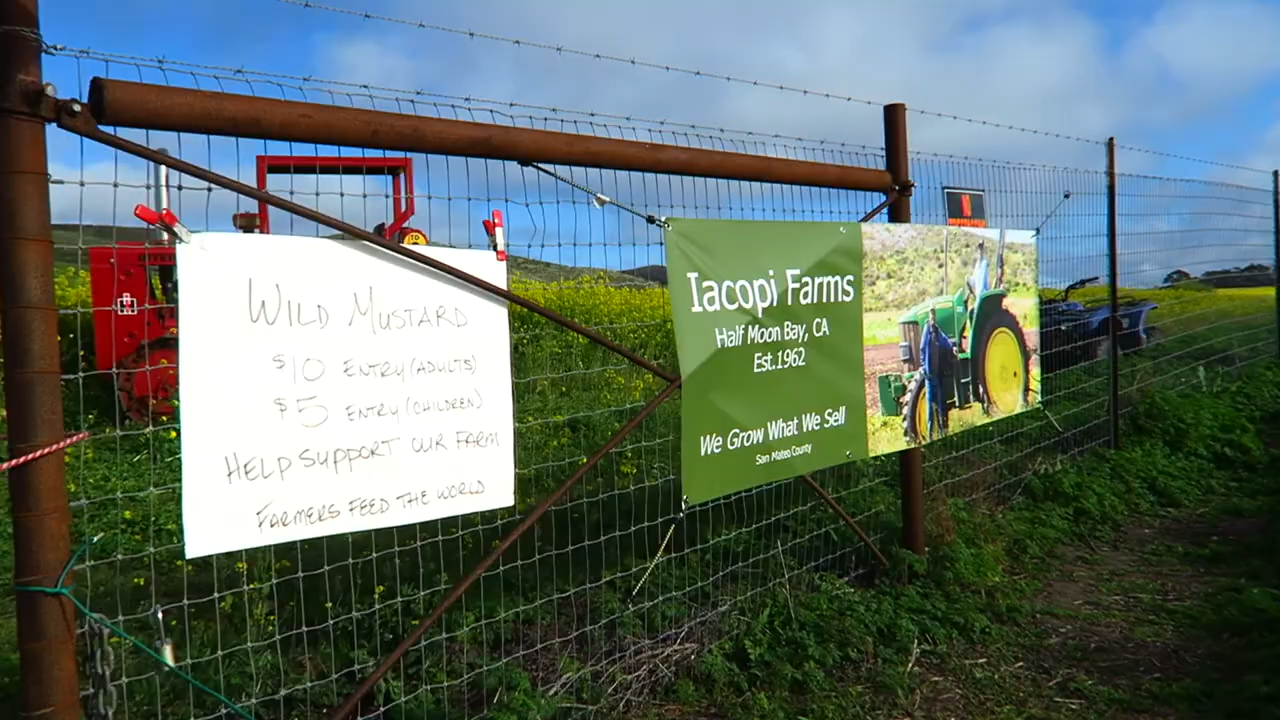 WILD MUSTARD
$10 ENTRY (ADULTS)
$5 ENTRY (CHILDREN)
HELP SUPPORT OUR FARM
FARMERS FEED THE WORLD
Iacopi Farms
Half Moon Bay, CA
Est.1962
We Grow What We Sell
San Mateo County